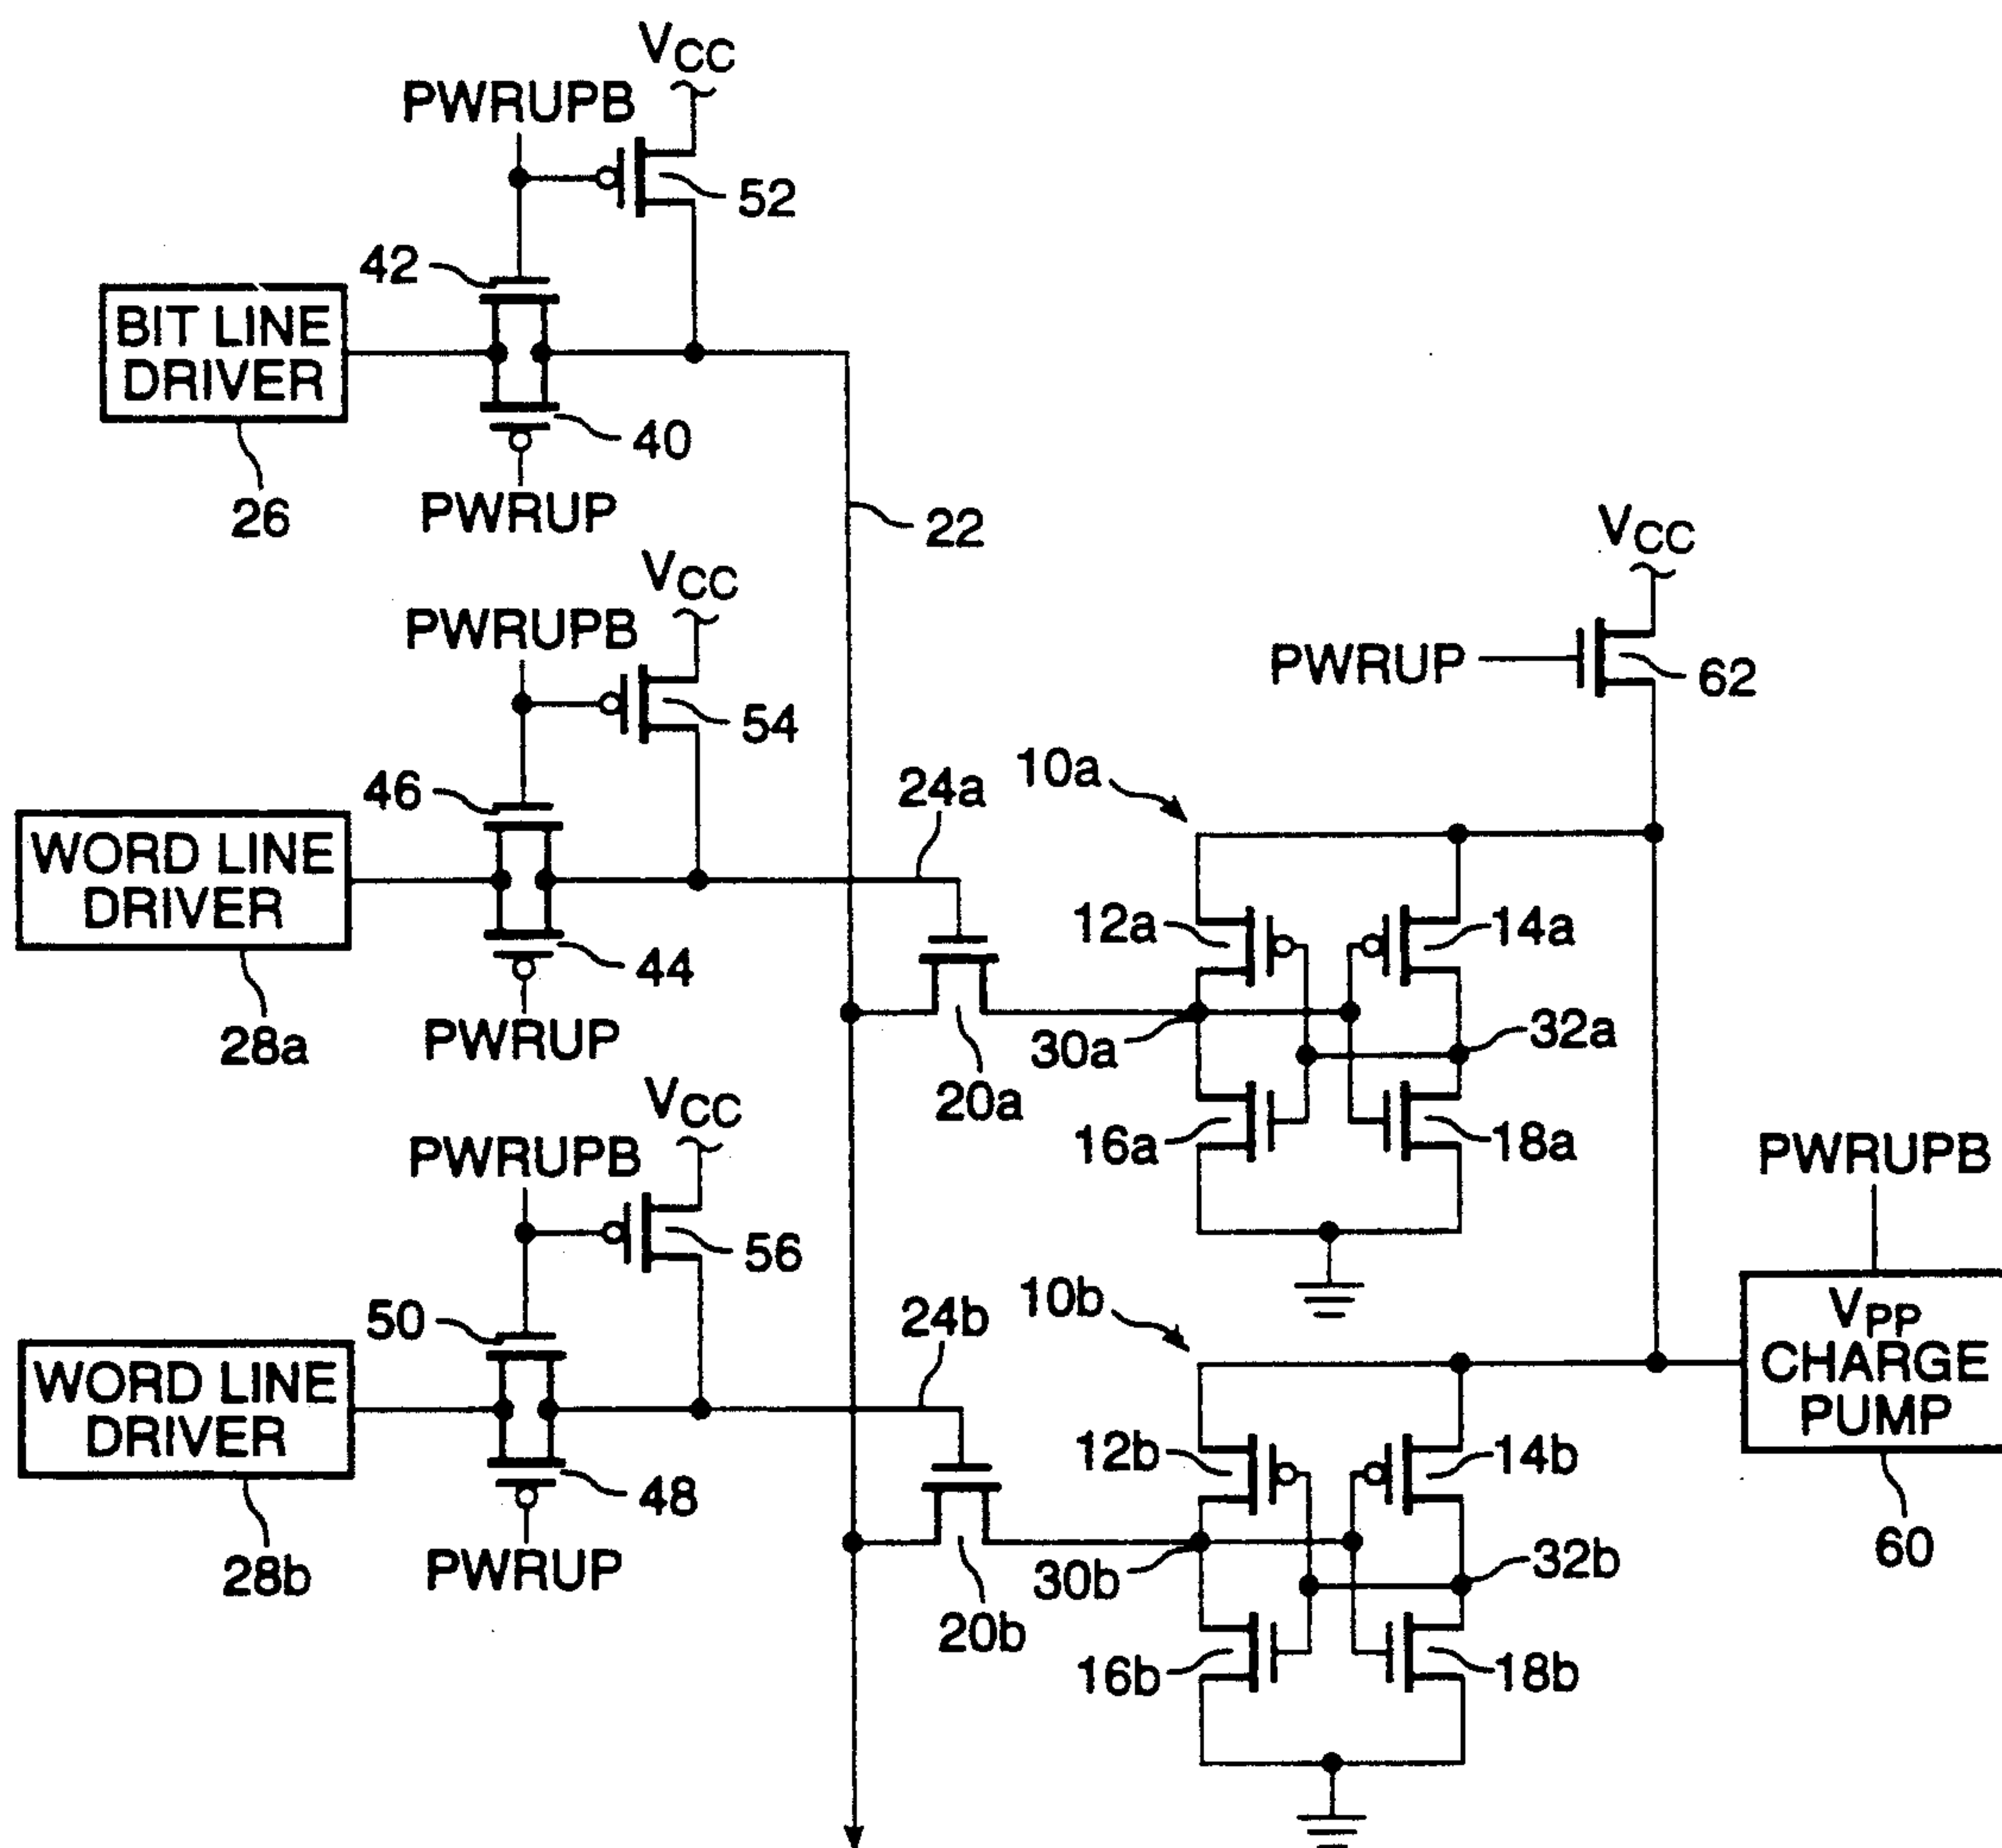 VCC
PWRUPB
52
42
BIT LINE
DRIVER
40
26
PWRUP
22
VCC
VCC
PWRUPB
54
PWRUP
62
46
24a
10a
WORD LINE
DRIVER
12a
14a
44
28a
PWRUP
30a
32a
20a
VCC
16a
18a
PWRUPB
PWRUPB
56
50
24b
10b
VPP
CHARGE
PUMP
WORD LINE
DRIVER
12b
14b
48
28b
PWRUP
30b
32b
60
20b
16b
18b